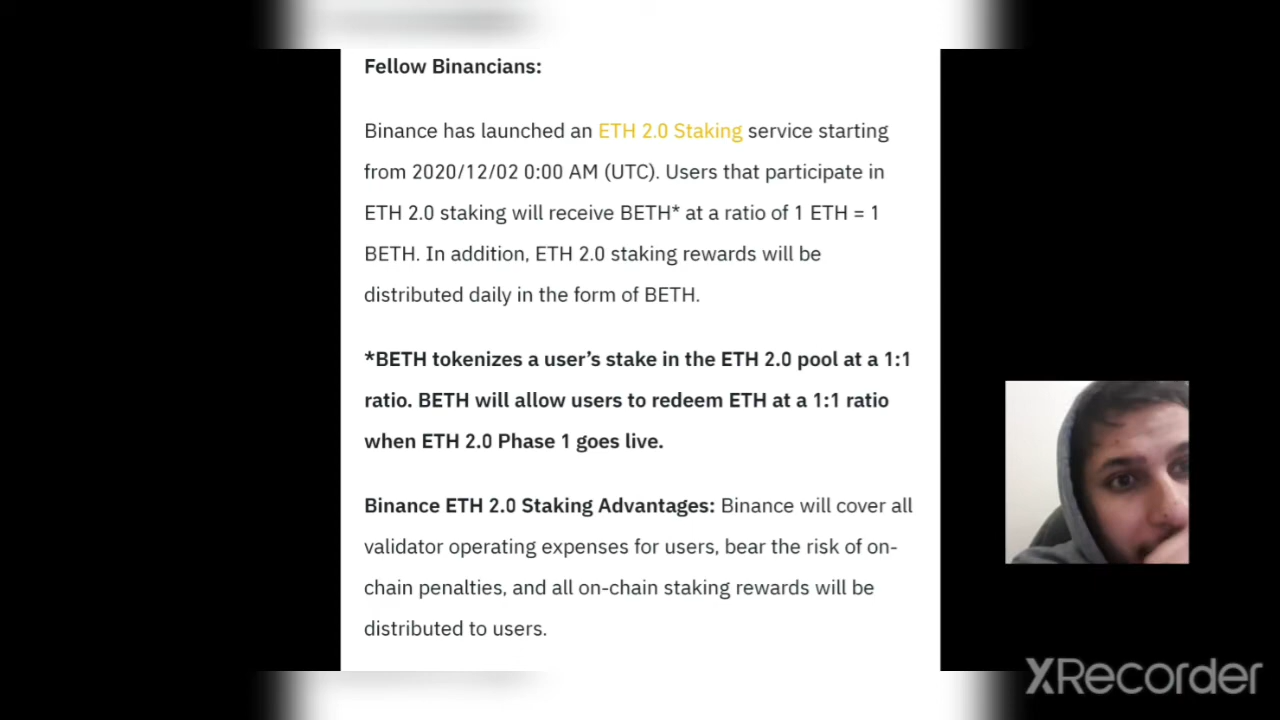 Fellow Binancians:
Binance has launched an ETH 2.0 Staking service starting
from 2020/12/02 0:00 AM (UTC). Users that participate in
ETH 2.0 staking will receive BETH* at a ratio of 1 ETH = 1
BETH. In addition, ETH 2.0 staking rewards will be
distributed daily in the form of BETH.
*BETH tokenizes a user’s stake in the ETH 2.0 pool at a 1:1
ratio. BETH will allow users to redeem ETH at a 1:1 ratio
when ETH 2.0 Phase 1 goes live.
Binance ETH 2.0 Staking Advantages: Binance will cover all
validator operating expenses for users, bear the risk of on-
chain penalties, and all on-chain staking rewards will be
distributed to users.
XRecorder